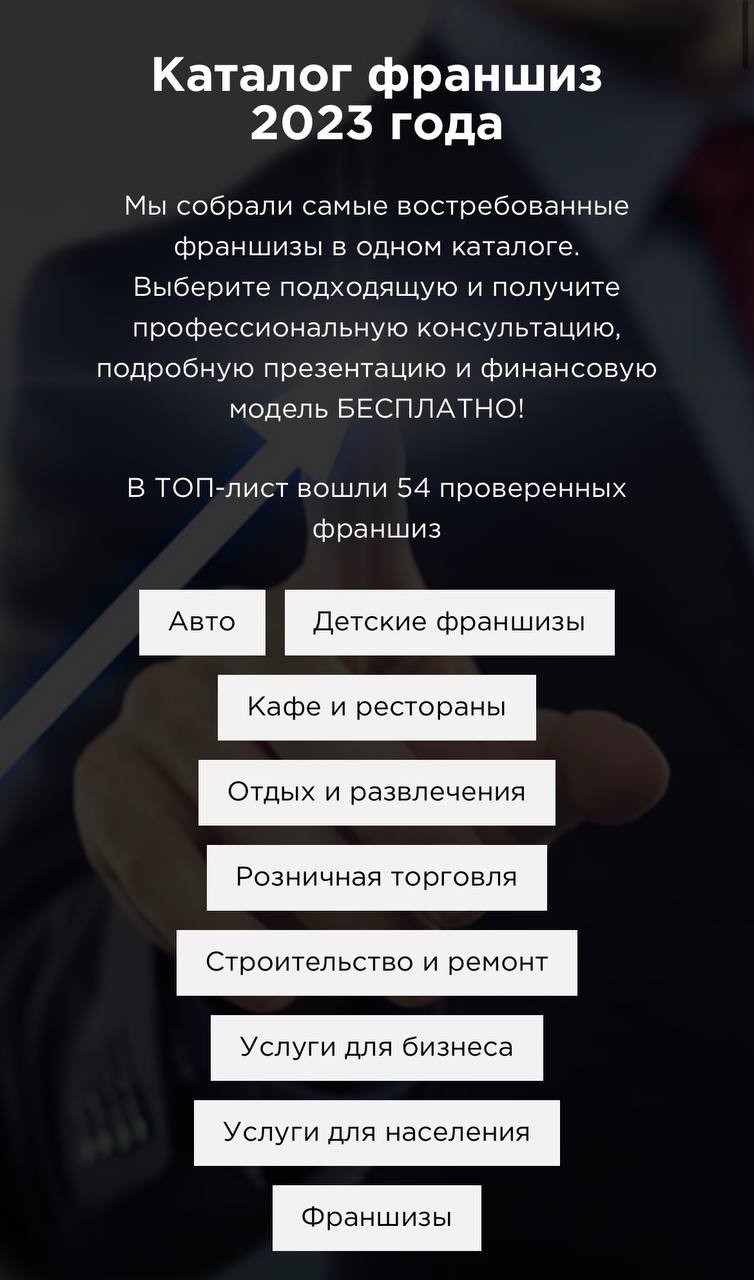 Каталог франшиз
2023 года
Мы собрали самые востребованные
франшизы в одном каталоге.
Выберите подходящую и получите
профессиональную консультацию,
подробную презентацию и финансовую
модель БЕСПЛАТНО!
В ТОП-лист вошли 54 проверенных
франшиз
Авто Детские франшизы
Кафе и рестораны
Отдых и развлечения
Розничная торговля
Строительство и ремонт
Услуги для бизнеса
Услуги для населения
Франшизы